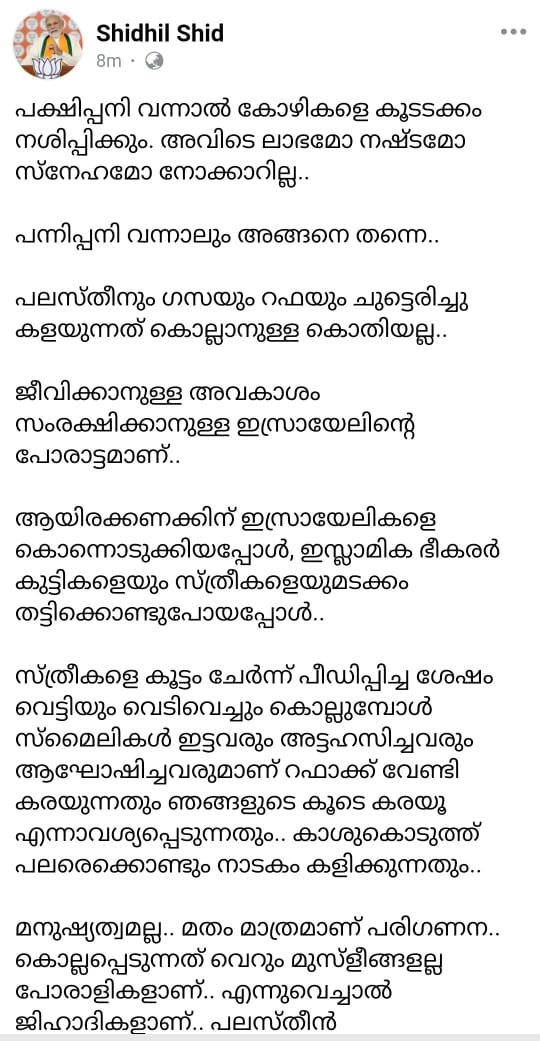 Shidhil Shid
8m
പക്ഷിപ്പനി വന്നാൽ കോഴികളെ കൂടടക്കം
നശിപ്പിക്കും. അവിടെ ലാഭമോ നഷ്ടമോ
സ്നേഹമോ നോക്കാറില്ല..
പന്നിപ്പനി വന്നാലും അങ്ങനെ തന്നെ..
പലസ്തീനും ഗസയും റഫയും ചുട്ടെരിച്ചു
കളയുന്നത് കൊല്ലാനുള്ള കൊതിയല്ല..
ജീവിക്കാനുള്ള അവകാശം
സംരക്ഷിക്കാനുള്ള ഇസ്രായേലിന്റെ
പോരാട്ടമാണ്..
ആയിരക്കണക്കിന് ഇസ്രായേലികളെ
കൊന്നൊടുക്കിയപ്പോൾ, ഇസ്ലാമിക ഭീകരർ
കുട്ടികളെയും സ്ത്രീകളെയുമടക്കം
തട്ടിക്കൊണ്ടുപോയപ്പോൾ..
സ്ത്രീകളെ കൂട്ടം ചേർന്ന് പീഡിപ്പിച്ച ശേഷം
വെട്ടിയും വെടിവെച്ചും കൊല്ലുമ്പോൾ
സ്മൈലികൾ ഇട്ടവരും അട്ടഹസിച്ചവരും
ആഘോഷിച്ചവരുമാണ് റഫാക്ക് വേണ്ടി
കരയുന്നതും ഞങ്ങളുടെ കൂടെ കരയൂ
എന്നാവശ്യപ്പെടുന്നതും.. കാശുകൊടുത്ത്
പലരെക്കൊണ്ടും നാടകം കളിക്കുന്നതും..
മനുഷ്യത്വമല്ല.. മതം മാത്രമാണ് പരിഗണന..
കൊല്ലപ്പെടുന്നത് വെറും മുസ്ളീങ്ങളല്ല
പോരാളികളാണ്.. എന്നുവെച്ചാൽ
ജിഹാദികളാണ്.. പലസ്തീൻ